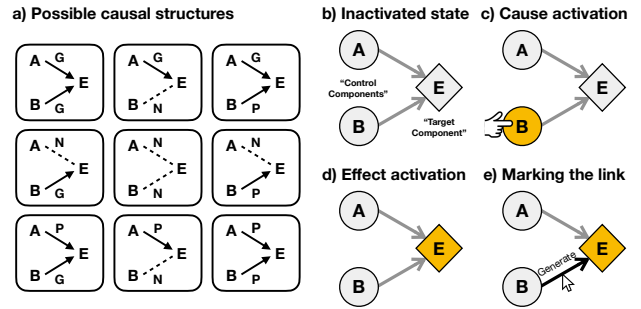 a) Possible causal structures
A G
E
B G
A G
E
B N
A G
E
B P
A N
E
B G
A N
E
B N
A N
E
B P
A P
E
B G
A P
E
B N
A P
E
B P
b) Inactivated state
A
"Control
Components"
E
B
"Target
Component"
c) Cause activation
A
E
B
d) Effect activation
A
E
B
e) Marking the link
A
E
Generate
B